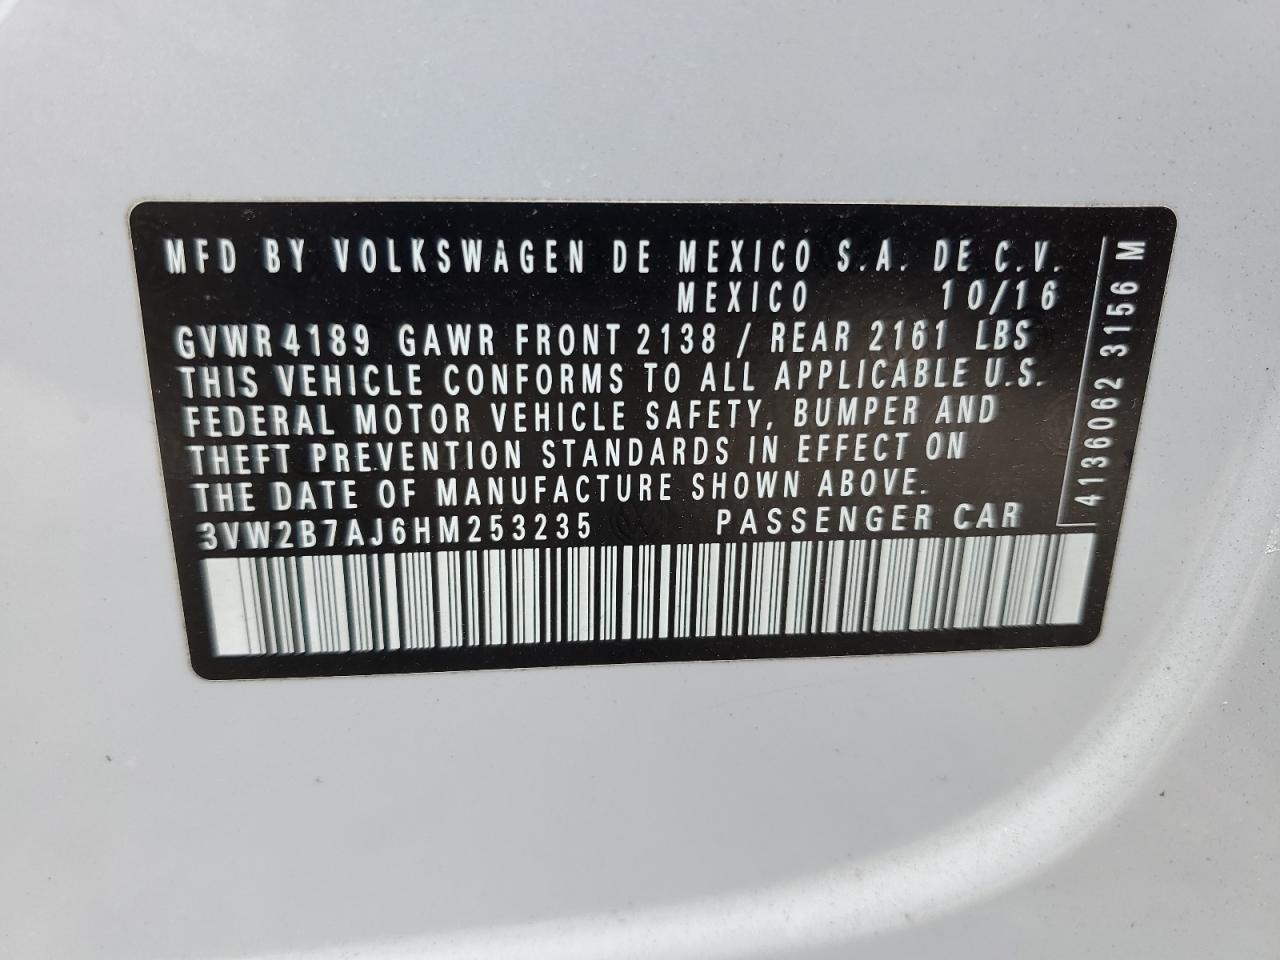 MFD BY VOLKSWAGEN DE MEXICO S.A. DE C.V.
MEXICO 10/16
GVWR 4189 GAWR FRONT 2138 / REAR 2161 LBS
THIS VEHICLE CONFORMS TO ALL APPLICABLE U.S.
FEDERAL MOTOR VEHICLE SAFETY, BUMPER AND
THEFT PREVENTION STANDARDS IN EFFECT ON
THE DATE OF MANUFACTURE SHOWN ABOVE.
3VW2B7AJ6HM253235 PASSENGER CAR
4136062 3156 M